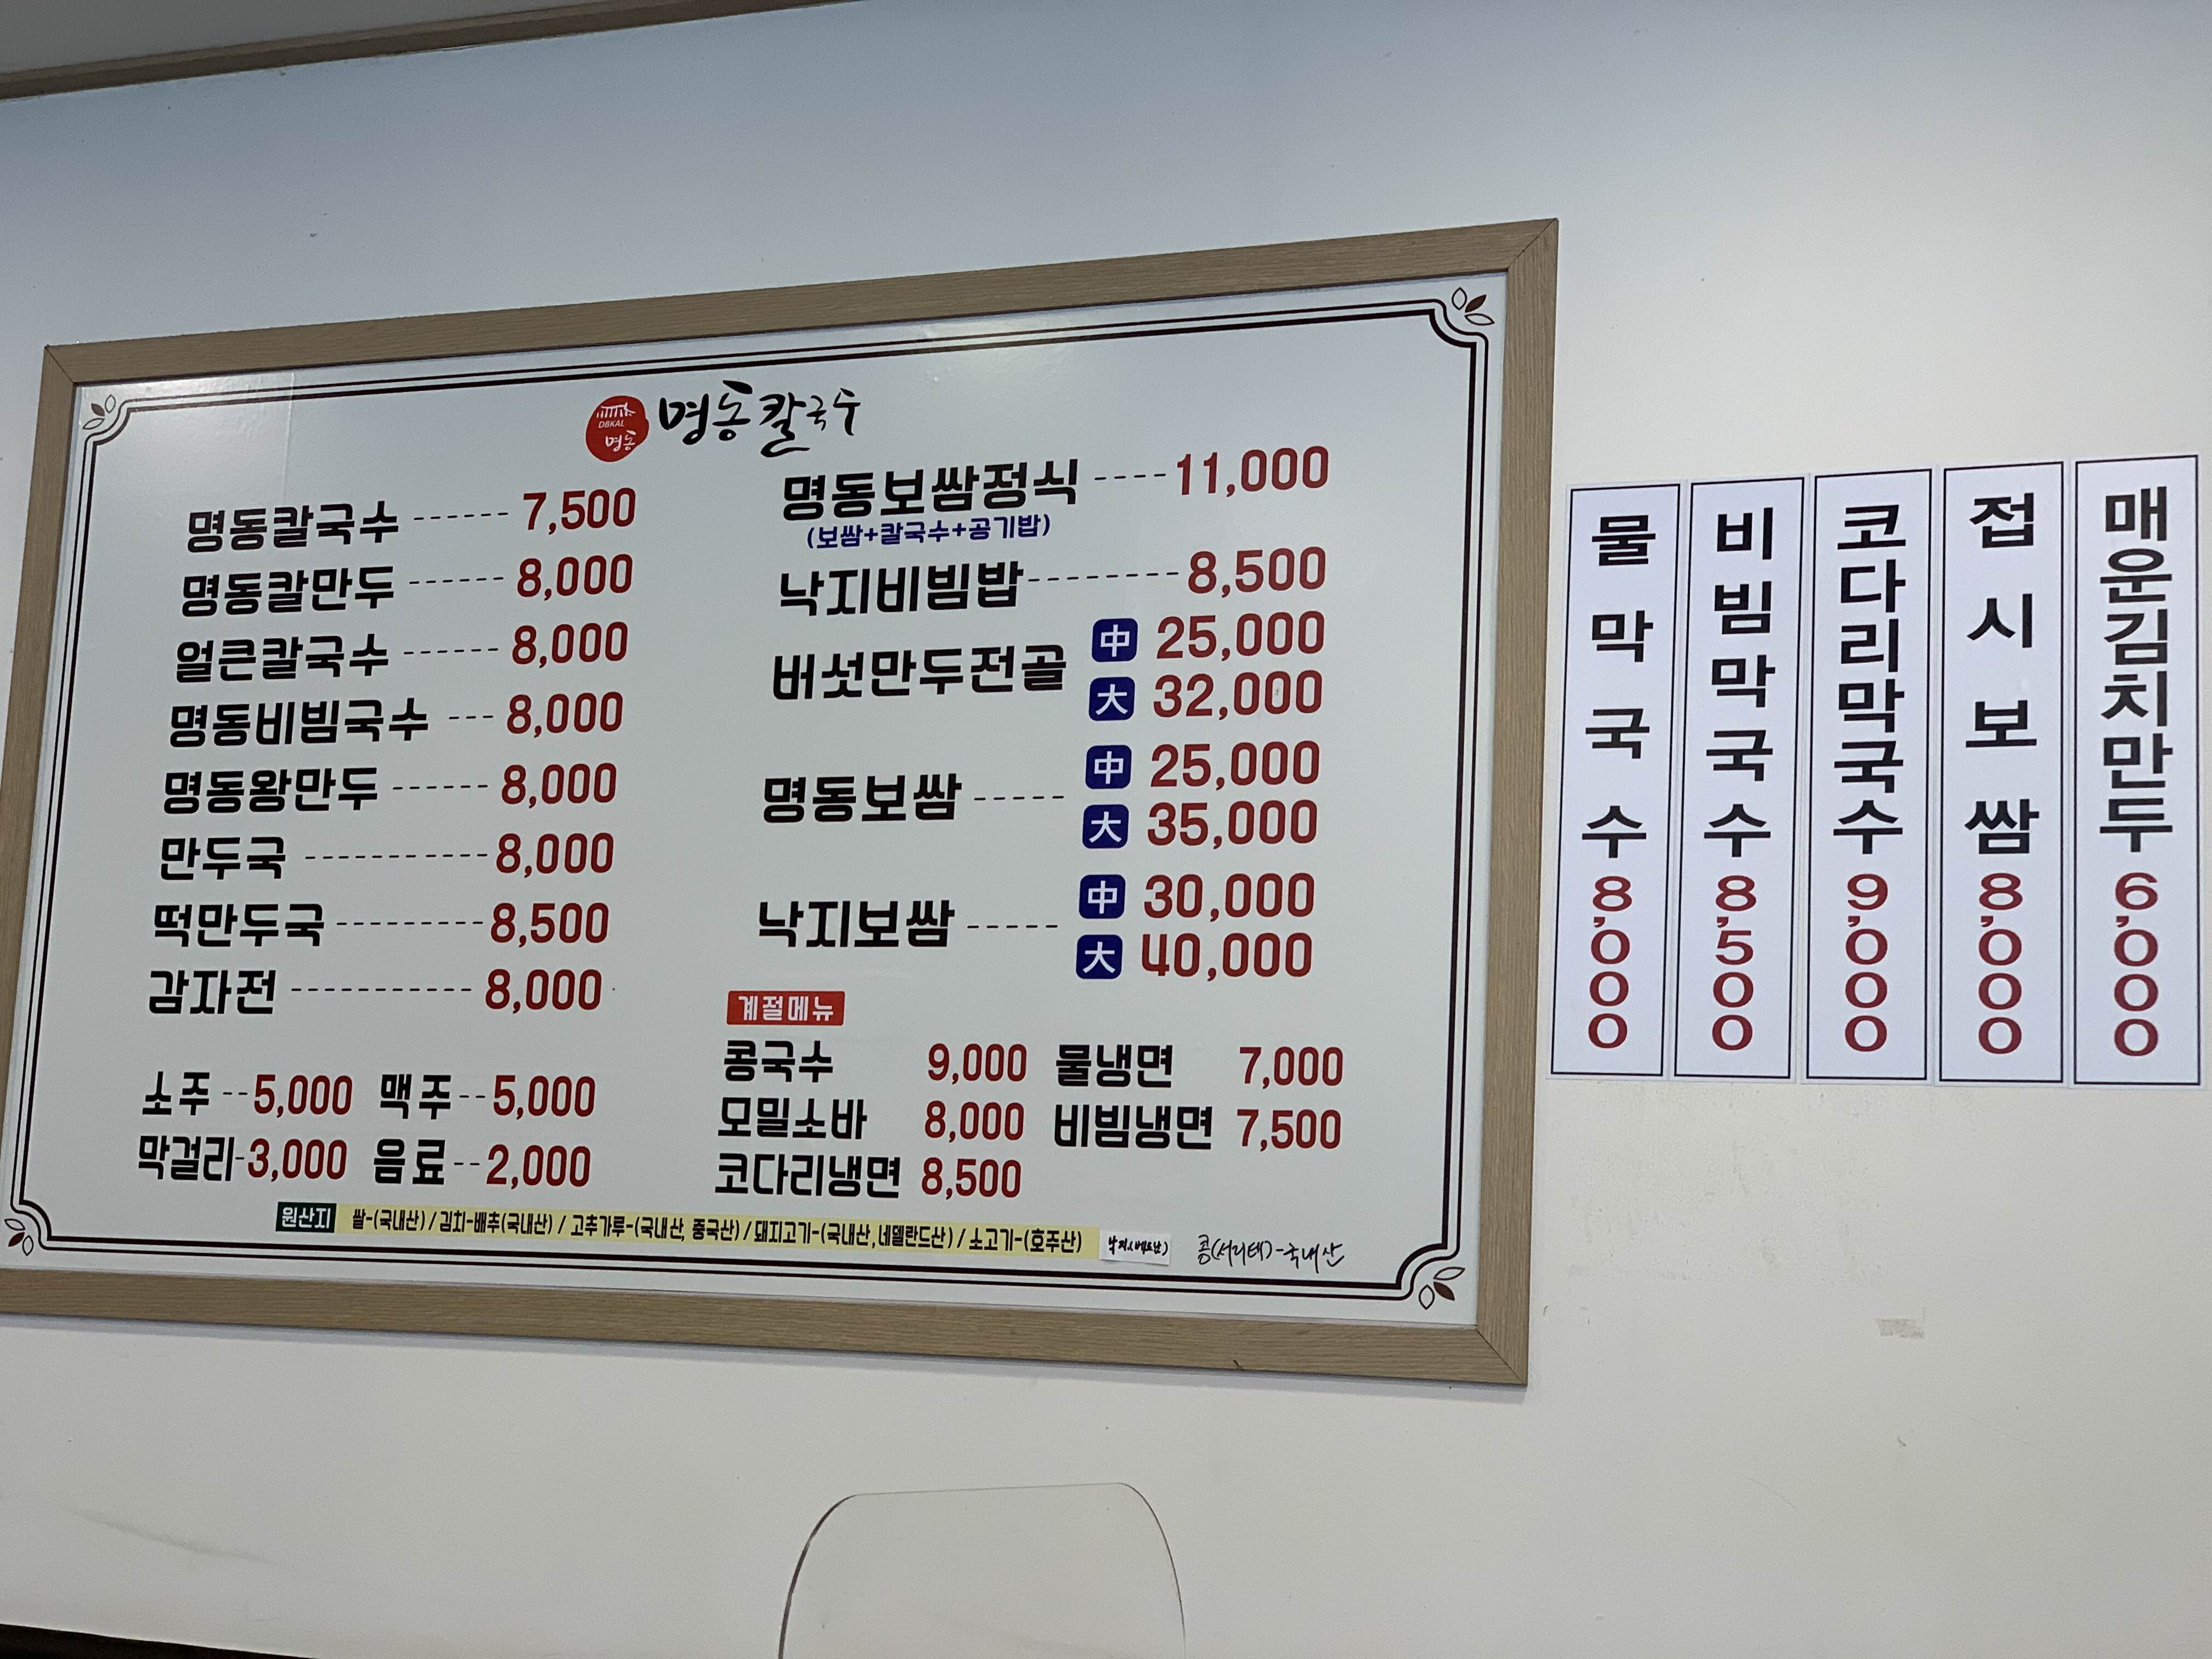 DBKAL
명동
명동칼국수
명동칼국수 ------ 7,500
명동칼만두 ------ 8,000
얼큰칼국수 ------ 8,000
명동비빔국수 --- 8,000
명동왕만두 ------ 8,000
만두국 ------------ 8,000
떡만두국 --------- 8,500
감자전 ----------- 8,000
소주 -- 5,000 맥주 -- 5,000
막걸리 - 3,000 음료 -- 2,000
명동보쌈정식 ---- 11,000
(보쌈+칼국수+공기밥)
낙지비빔밥 -------- 8,500
버섯만두전골 中 25,000
大 32,000
명동보쌈 ----- 中 25,000
大 35,000
낙지보쌈 ----- 中 30,000
大 40,000
계절메뉴
콩국수 9,000 물냉면 7,000
모밀소바 8,000 비빔냉면 7,500
코다리냉면 8,500
원산지 쌀-(국내산) / 김치-배추(국내산) / 고추가루-(국내산, 중국산) / 돼지고기-(국내산,네델란드산) / 소고기-(호주산) 콩(서리태)-국내산
물막국수 8,000
비빔막국수 8,500
코다리막국수 9,000
접시보쌈 8,000
매운김치만두 6,000